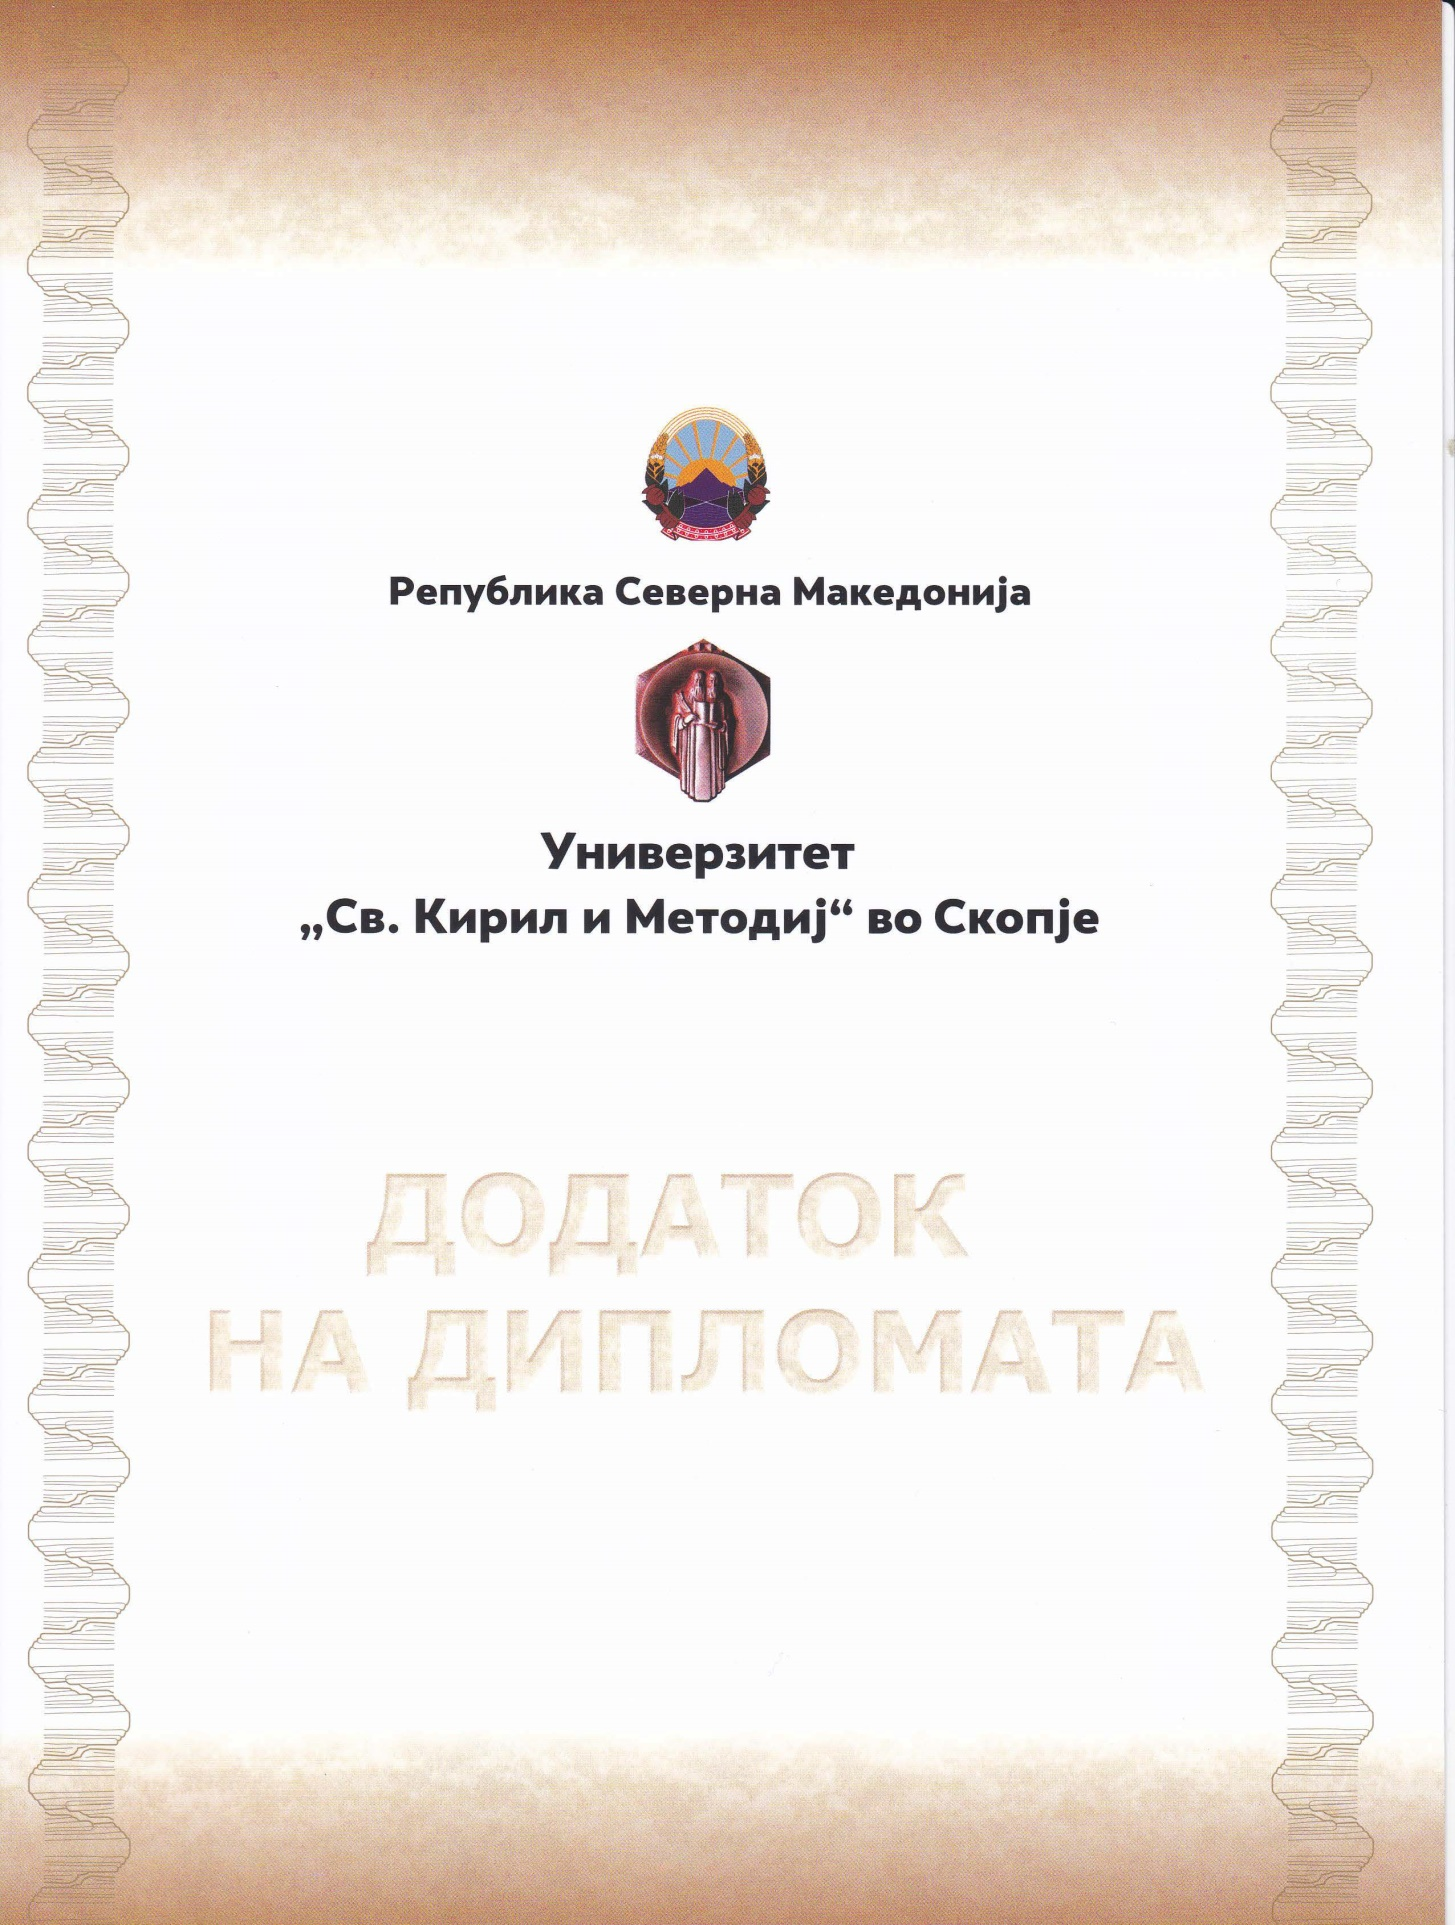 Република Северна Македонија
Универзитет
„Св. Кирил и Методиј“ во Скопје
ДОДАТОК
НА ДИПЛОМАТА